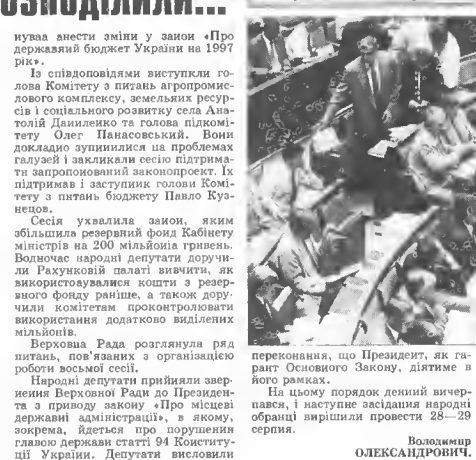 ОЗПОДІЛИЛИ...
нував внести зміни у закон «Про
державний бюджет України на 1997
рік».
Із співдоповідями виступили го-
лова Комітету з питань агропромис-
лового комплексу, земельних ресур-
сів і соціального розвитку села Ана-
толій Даниленко та голова підкомі-
тету Олег Панасовський. Вони
докладно зупинилися на проблемах
галузей і закликали сесію підтрима-
ти запропонований законопроект. Їх
підтримав і заступник голови Комі-
тету з питань бюджету Павло Куз-
нецов.
Сесія ухвалила закон, яким
збільшила резервний фонд Кабінету
міністрів на 200 мільйонів гривень.
Водночас народні депутати доручи-
ли Рахунковій палаті вивчити, як
використовувалися кошти з резер-
вного фонду раніше, а також дору-
чили комітетам проконтролювати
використання додатково виділених
мільйонів.
Верховна Рада розглянула ряд
питань, пов'язаних з організацією
роботи восьмої сесії.
Народні депутати прийняли звер-
нення Верховної Ради до Президен-
та з приводу закону «Про місцеві
державні адміністрації», в якому,
зокрема, йдеться про порушення
главою держави статті 94 Конститу-
ції України. Депутати висловили
переконання, що Президент, як га-
рант Основного Закону, діятиме в
його рамках.
На цьому порядок денний вичер-
пався, і наступне засідання народні
обранці вирішили провести 28—29
серпня.
Володимир
ОЛЕКСАНДРОВИЧ.